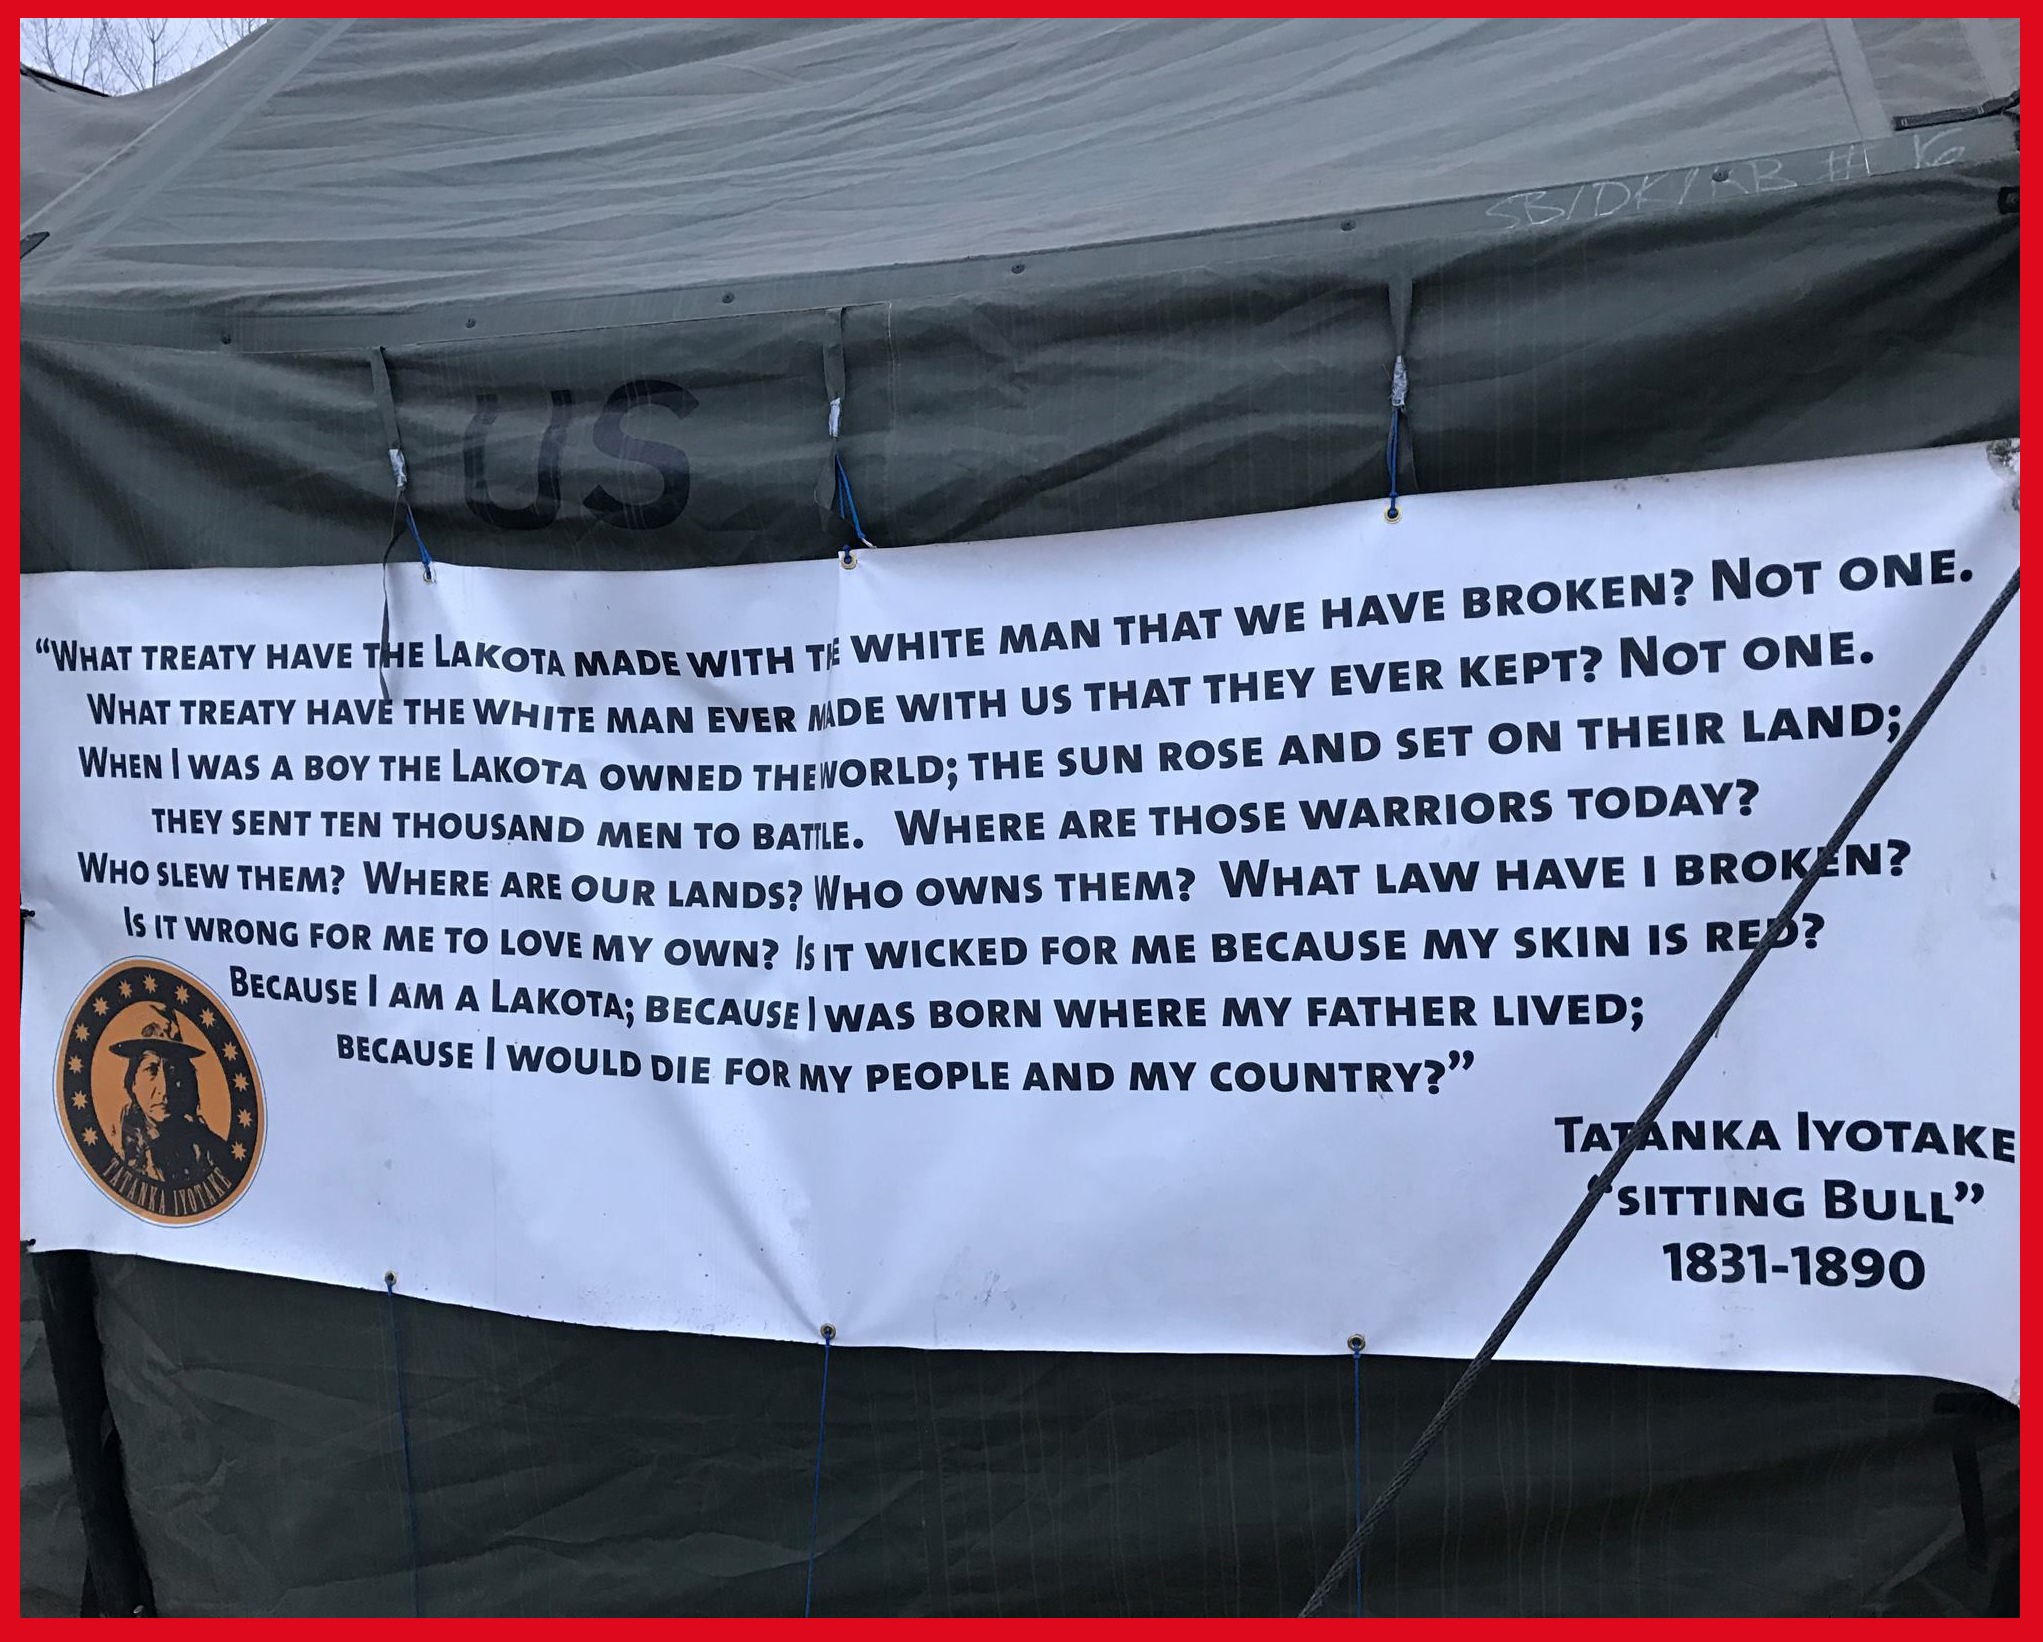 SB/DK/RB # 16
US
“What treaty have the Lakota made with the white man that we have broken? Not one.
What treaty have the white man ever made with us that they ever kept? Not one.
When I was a boy the Lakota owned the world; the sun rose and set on their land;
they sent ten thousand men to battle. Where are those warriors today?
Who slew them? Where are our lands? Who owns them? What law have I broken?
Is it wrong for me to love my own? Is it wicked for me because my skin is red?
Because I am a Lakota; because I was born where my father lived;
because I would die for my people and my country?”
TATANKA IYOTAKE
Tatanka Iyotake
“sitting Bull”
1831-1890